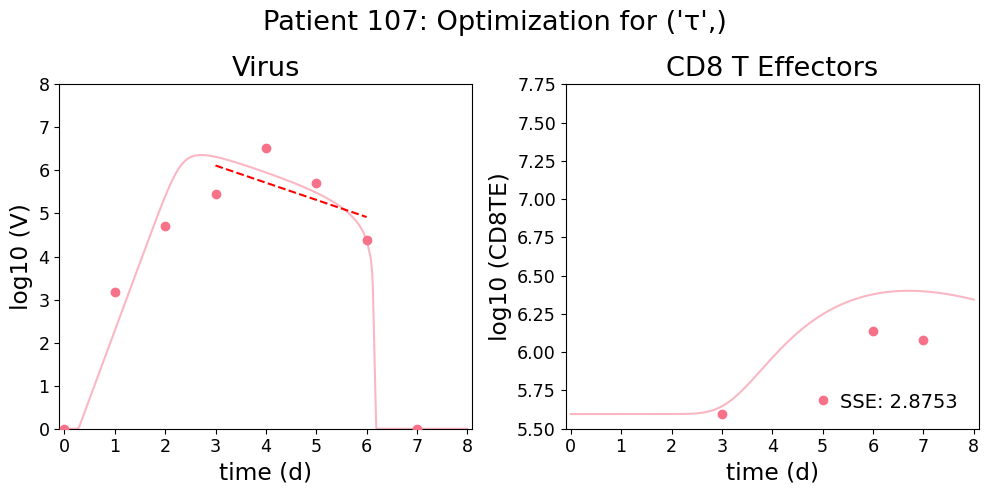 Patient 107: Optimization for ('τ',)
Virus
8
7
6
5
4
3
2
1
0
log10 (V)
0 1 2 3 4 5 6 7 8
time (d)
CD8 T Effectors
7.75
7.50
7.25
7.00
6.75
6.50
6.25
6.00
5.75
5.50
log10 (CD8TE)
SSE: 2.8753
0 1 2 3 4 5 6 7 8
time (d)